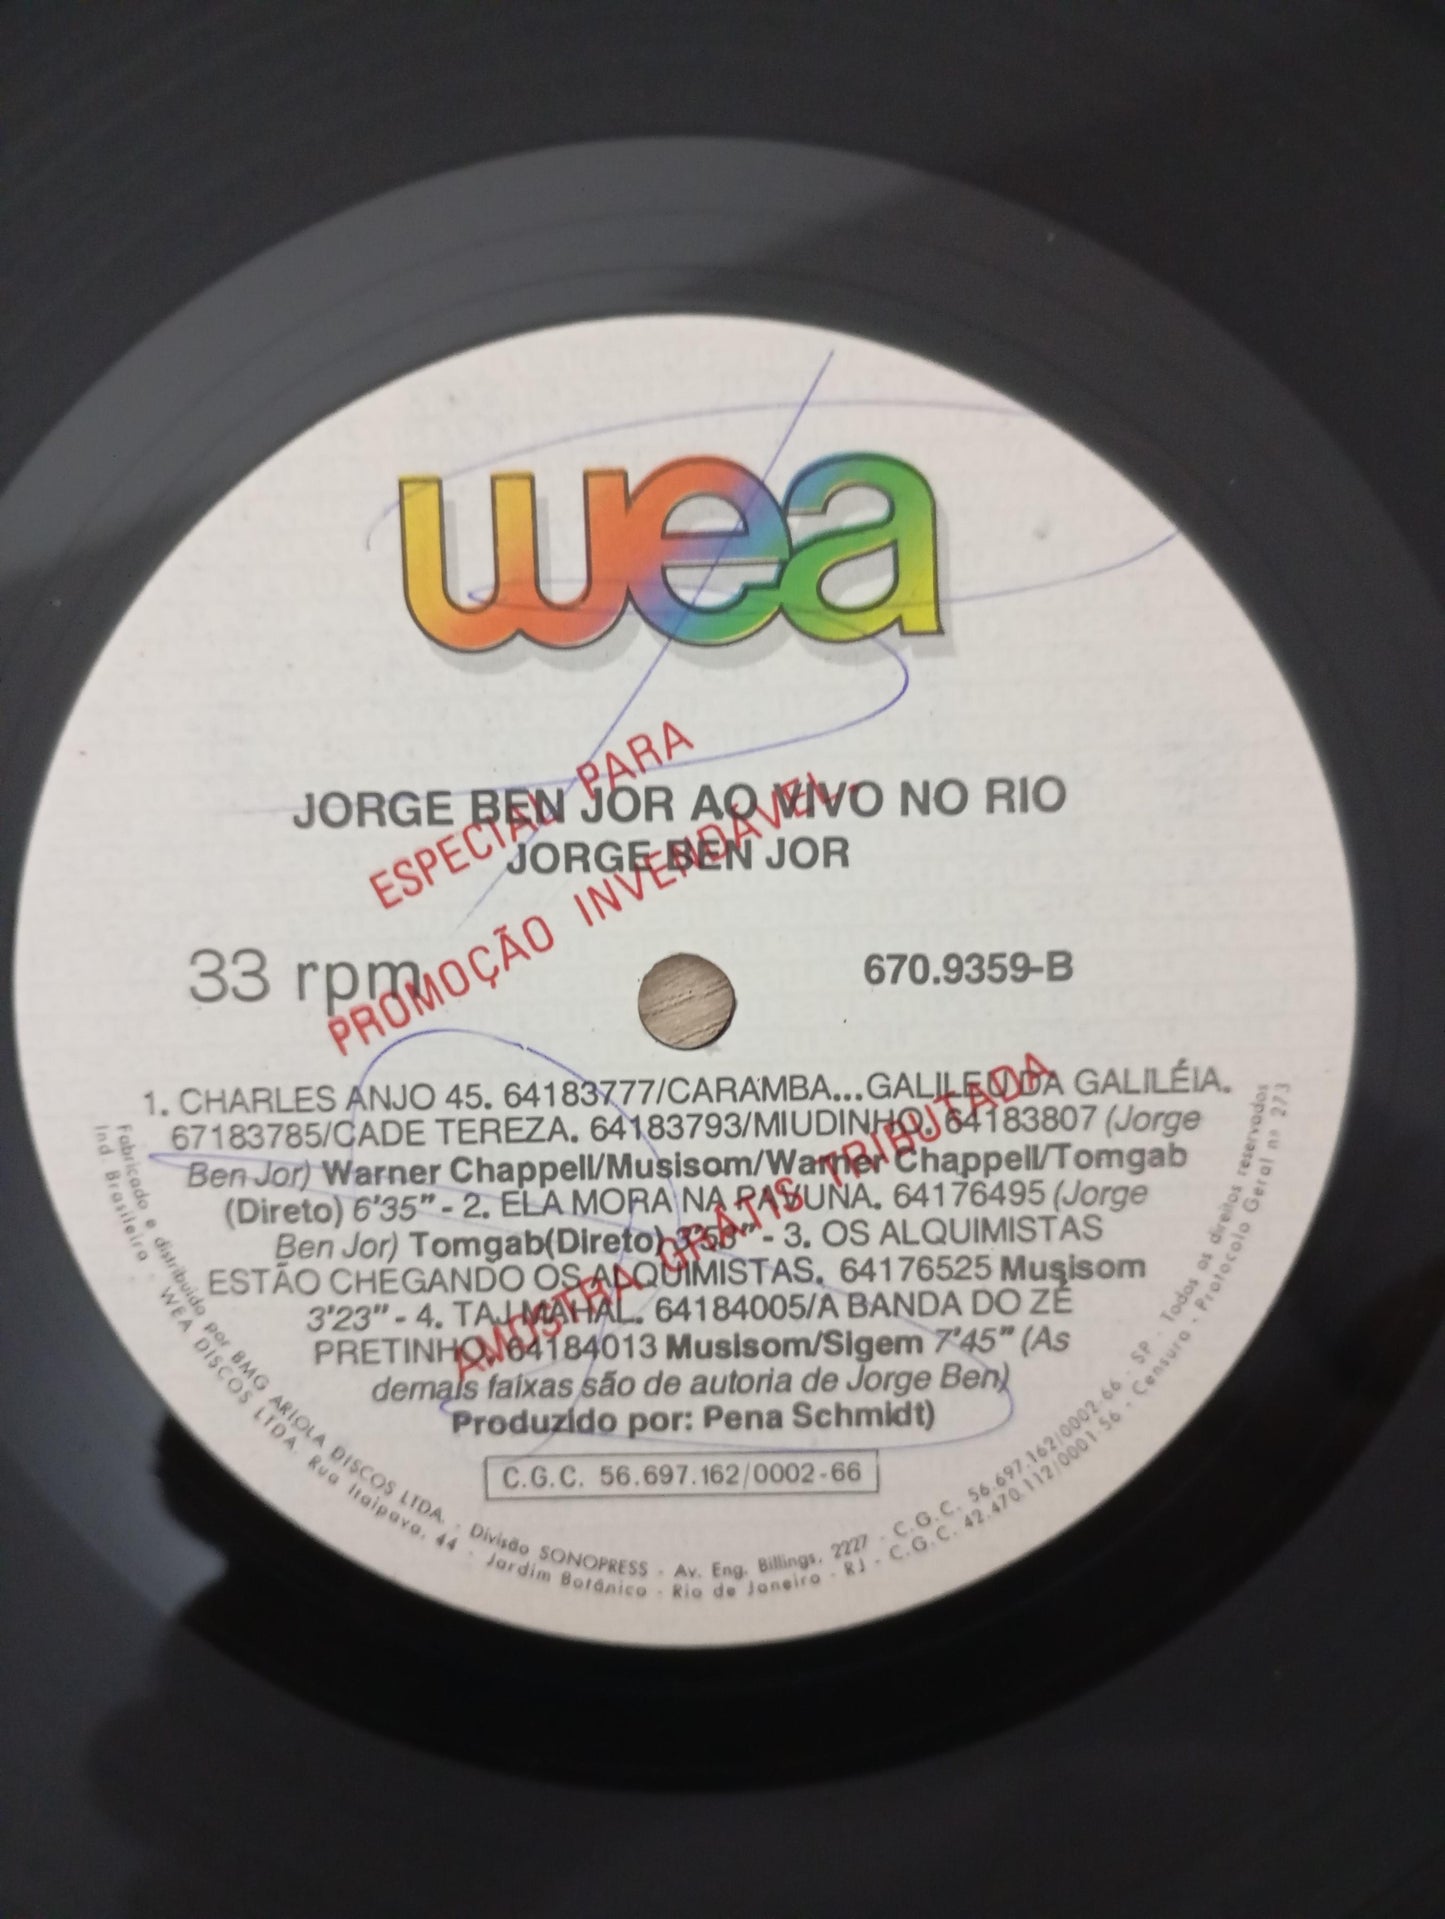 wea
ESPECIAL PARA
PROMOÇÃO INVENDÁVEL.
AMOSTRA GRÁTIS TRIBUTADA
JORGE BEN JOR AO VIVO NO RIO
JORGE BEN JOR
33 rpm
670.9359-B
1. CHARLES ANJO 45. 64183777/CARAMBA...GALILEU DA GALILÉIA.
67183785/CADE TEREZA. 64183793/MIUDINHO. 64183807 (Jorge
Ben Jor) Warner Chappell/Musisom/Warner Chappell/Tomgab
(Direto) 6'35" - 2. ELA MORA NA PAVUNA. 64176495 (Jorge
Ben Jor) Tomgab(Direto) - 3. OS ALQUIMISTAS
ESTÃO CHEGANDO OS ALQUIMISTAS. 64176525 Musisom
3'23" - 4. TAJ MAHAL. 64184005/A BANDA DO ZÉ
PRETINHO. 64184013 Musisom/Sigem 7'45" (As
demais faixas são de autoria de Jorge Ben)
Produzido por: Pena Schmidt)
C.G.C. 56.697.162/0002-66
Fabricado e distribuído por BMG ARIOLA DISCOS LTDA. - Divisão SONOPRESS - Av. Eng. Billings, 2227 - C.G.C. 56.697.162/0002-66 - SP - Todos os direitos reservados
Ind Brasileira - WEA DISCOS LTDA. Rua Itaipava, 44 - Jardim Botânico - Rio de Janeiro - RJ - C.G.C. 42.470.112/0001-56 - Censura - Protocolo Geral nº 273